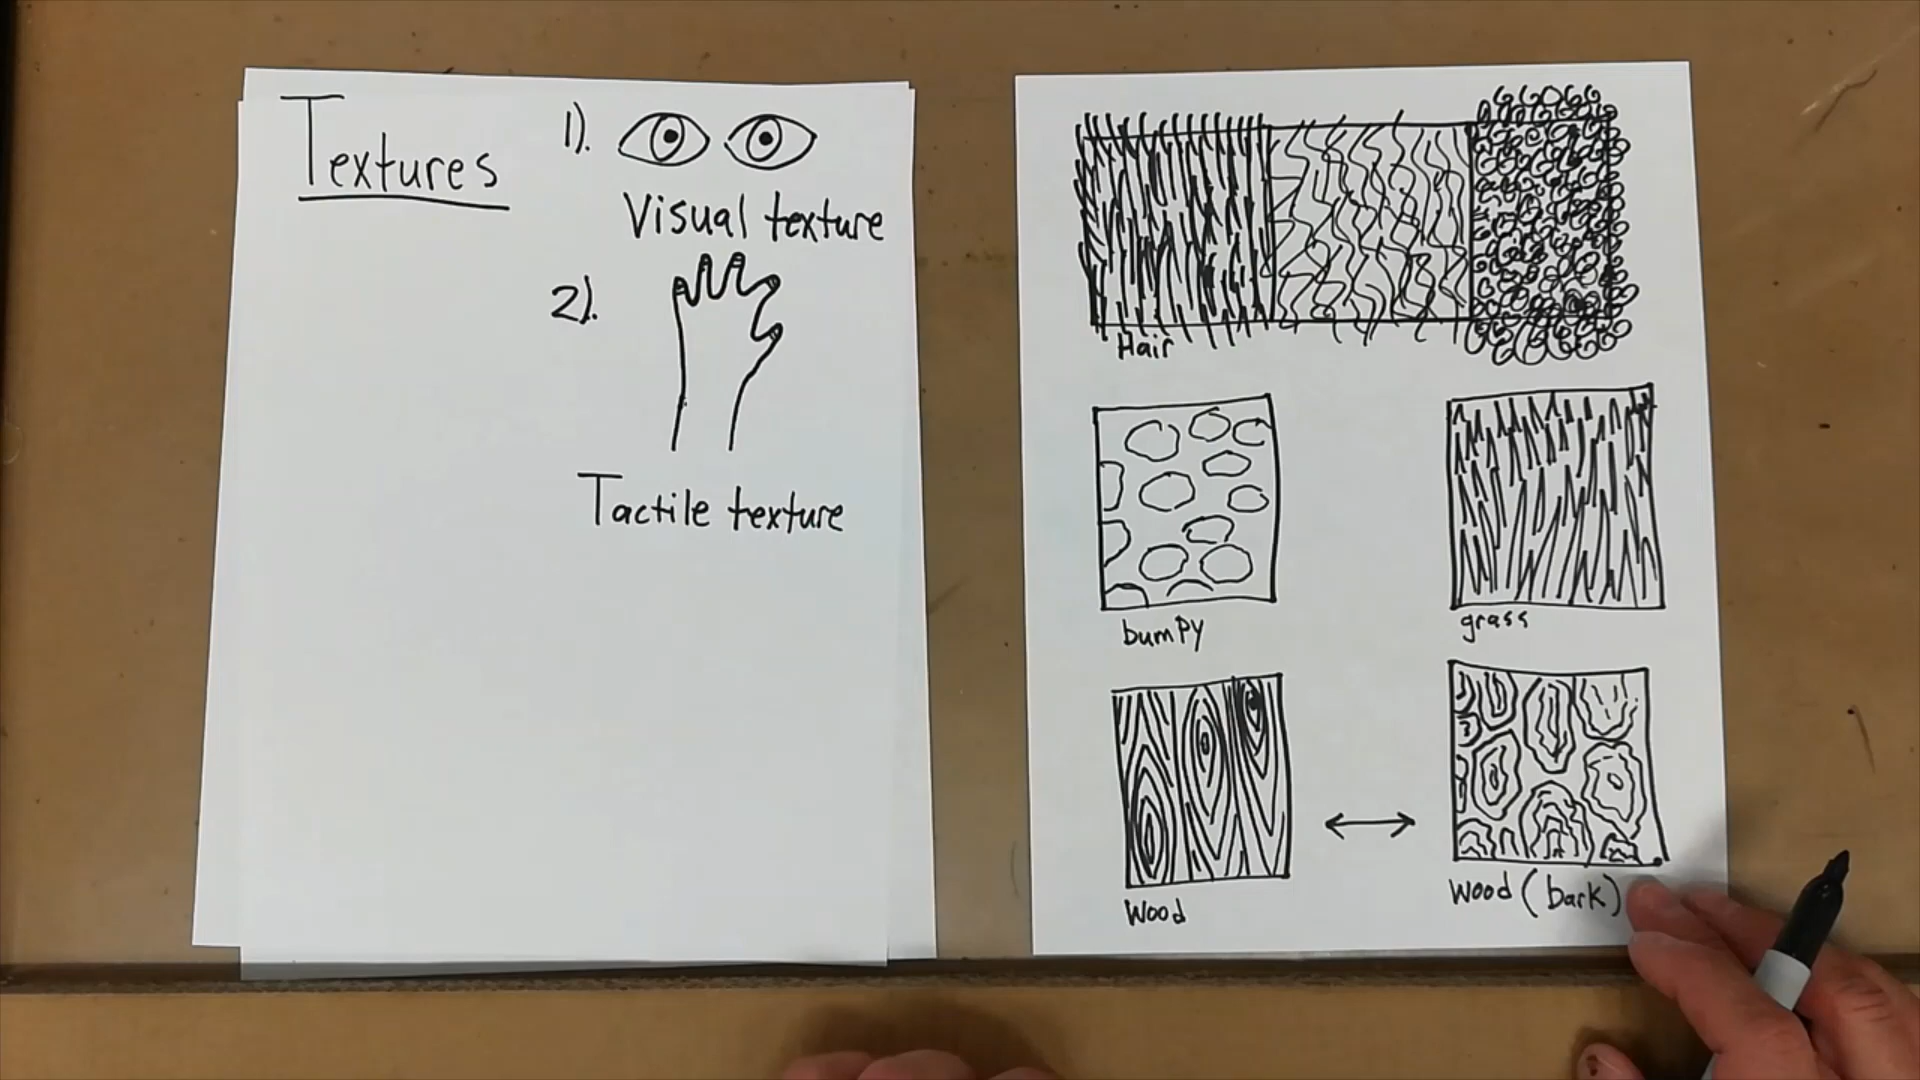 Textures
1).
Visual texture
2).
Tactile texture
Hair
bumpy
grass
Wood
Wood (bark)